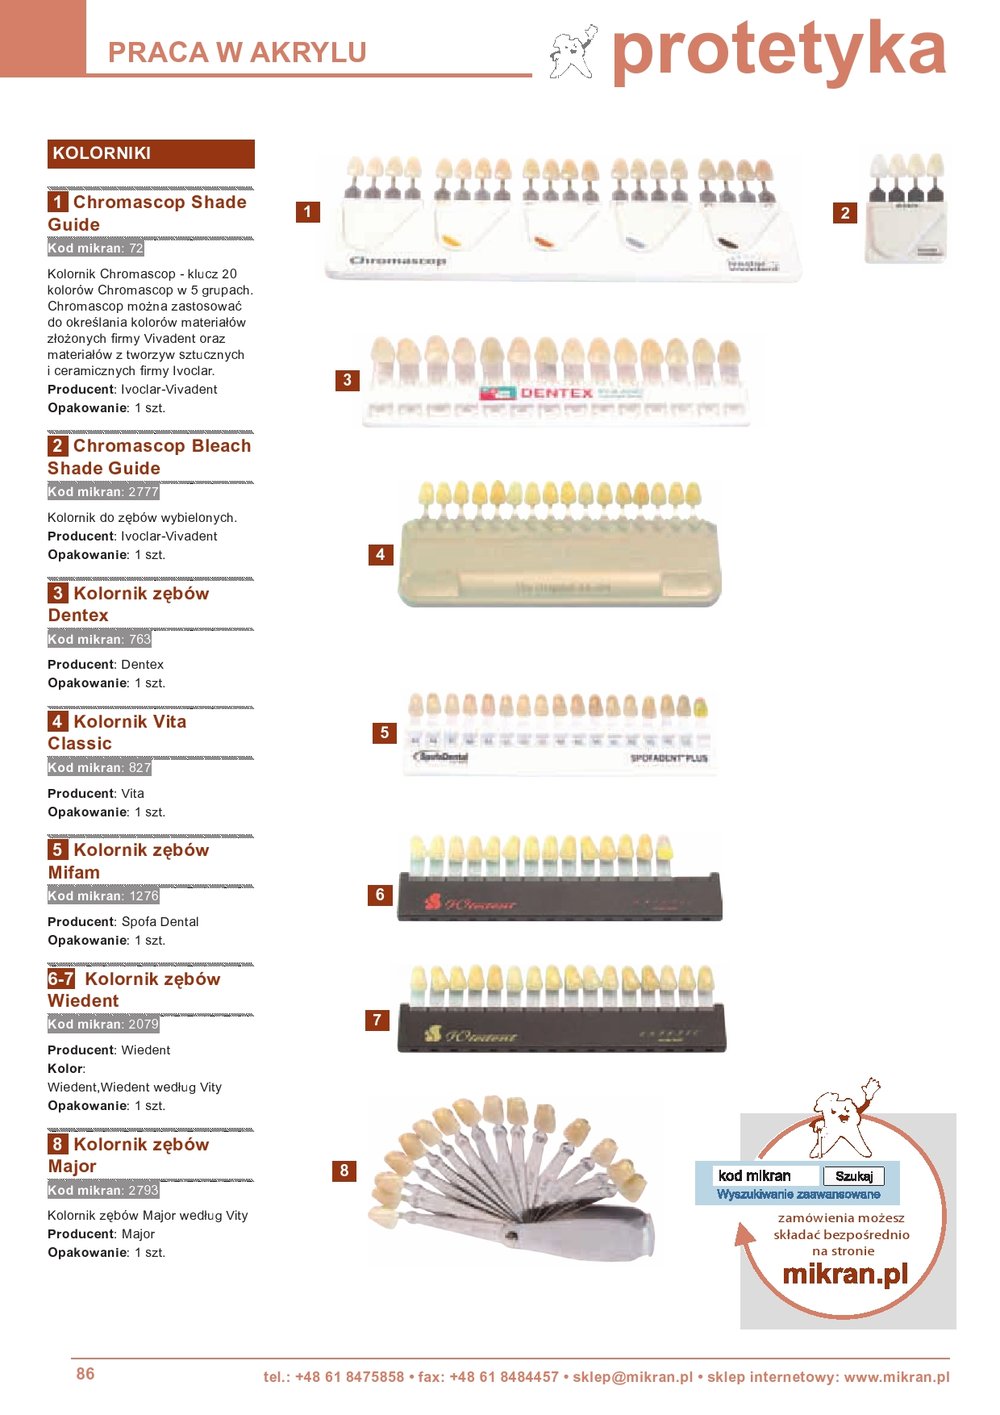 PRACA W AKRYLU
protetyka
KOLORNIKI
1 Chromascop Shade
Guide
Kod mikran: 72
Kolornik Chromascop - klucz 20
kolorów Chromascop w 5 grupach.
Chromascop można zastosować
do określania kolorów materiałów
złożonych firmy Vivadent oraz
materiałów z tworzyw sztucznych
i ceramicznych firmy Ivoclar.
Producent: Ivoclar-Vivadent
Opakowanie: 1 szt.
2 Chromascop Bleach
Shade Guide
Kod mikran: 2777
Kolornik do zębów wybielonych.
Producent: Ivoclar-Vivadent
Opakowanie: 1 szt.
3 Kolornik zębów
Dentex
Kod mikran: 763
Producent: Dentex
Opakowanie: 1 szt.
4 Kolornik Vita
Classic
Kod mikran: 827
Producent: Vita
Opakowanie: 1 szt.
5 Kolornik zębów
Mifam
Kod mikran: 1276
Producent: Spofa Dental
Opakowanie: 1 szt.
6-7 Kolornik zębów
Wiedent
Kod mikran: 2079
Producent: Wiedent
Kolor:
Wiedent,Wiedent według Vity
Opakowanie: 1 szt.
8 Kolornik zębów
Major
Kod mikran: 2793
Kolornik zębów Major według Vity
Producent: Major
Opakowanie: 1 szt.
1
Chromascop
2
3
DENTEX
4
5
SpofaDental
SPOFADENT PLUS
6
Wiedent
7
Wiedent
8
kod mikran
Szukaj
Wyszukiwanie zaawansowane
zamówienia możesz
składać bezpośrednio
na stronie
mikran.pl
86
tel.: +48 61 8475858 • fax: +48 61 8484457 • sklep@mikran.pl • sklep internetowy: www.mikran.pl